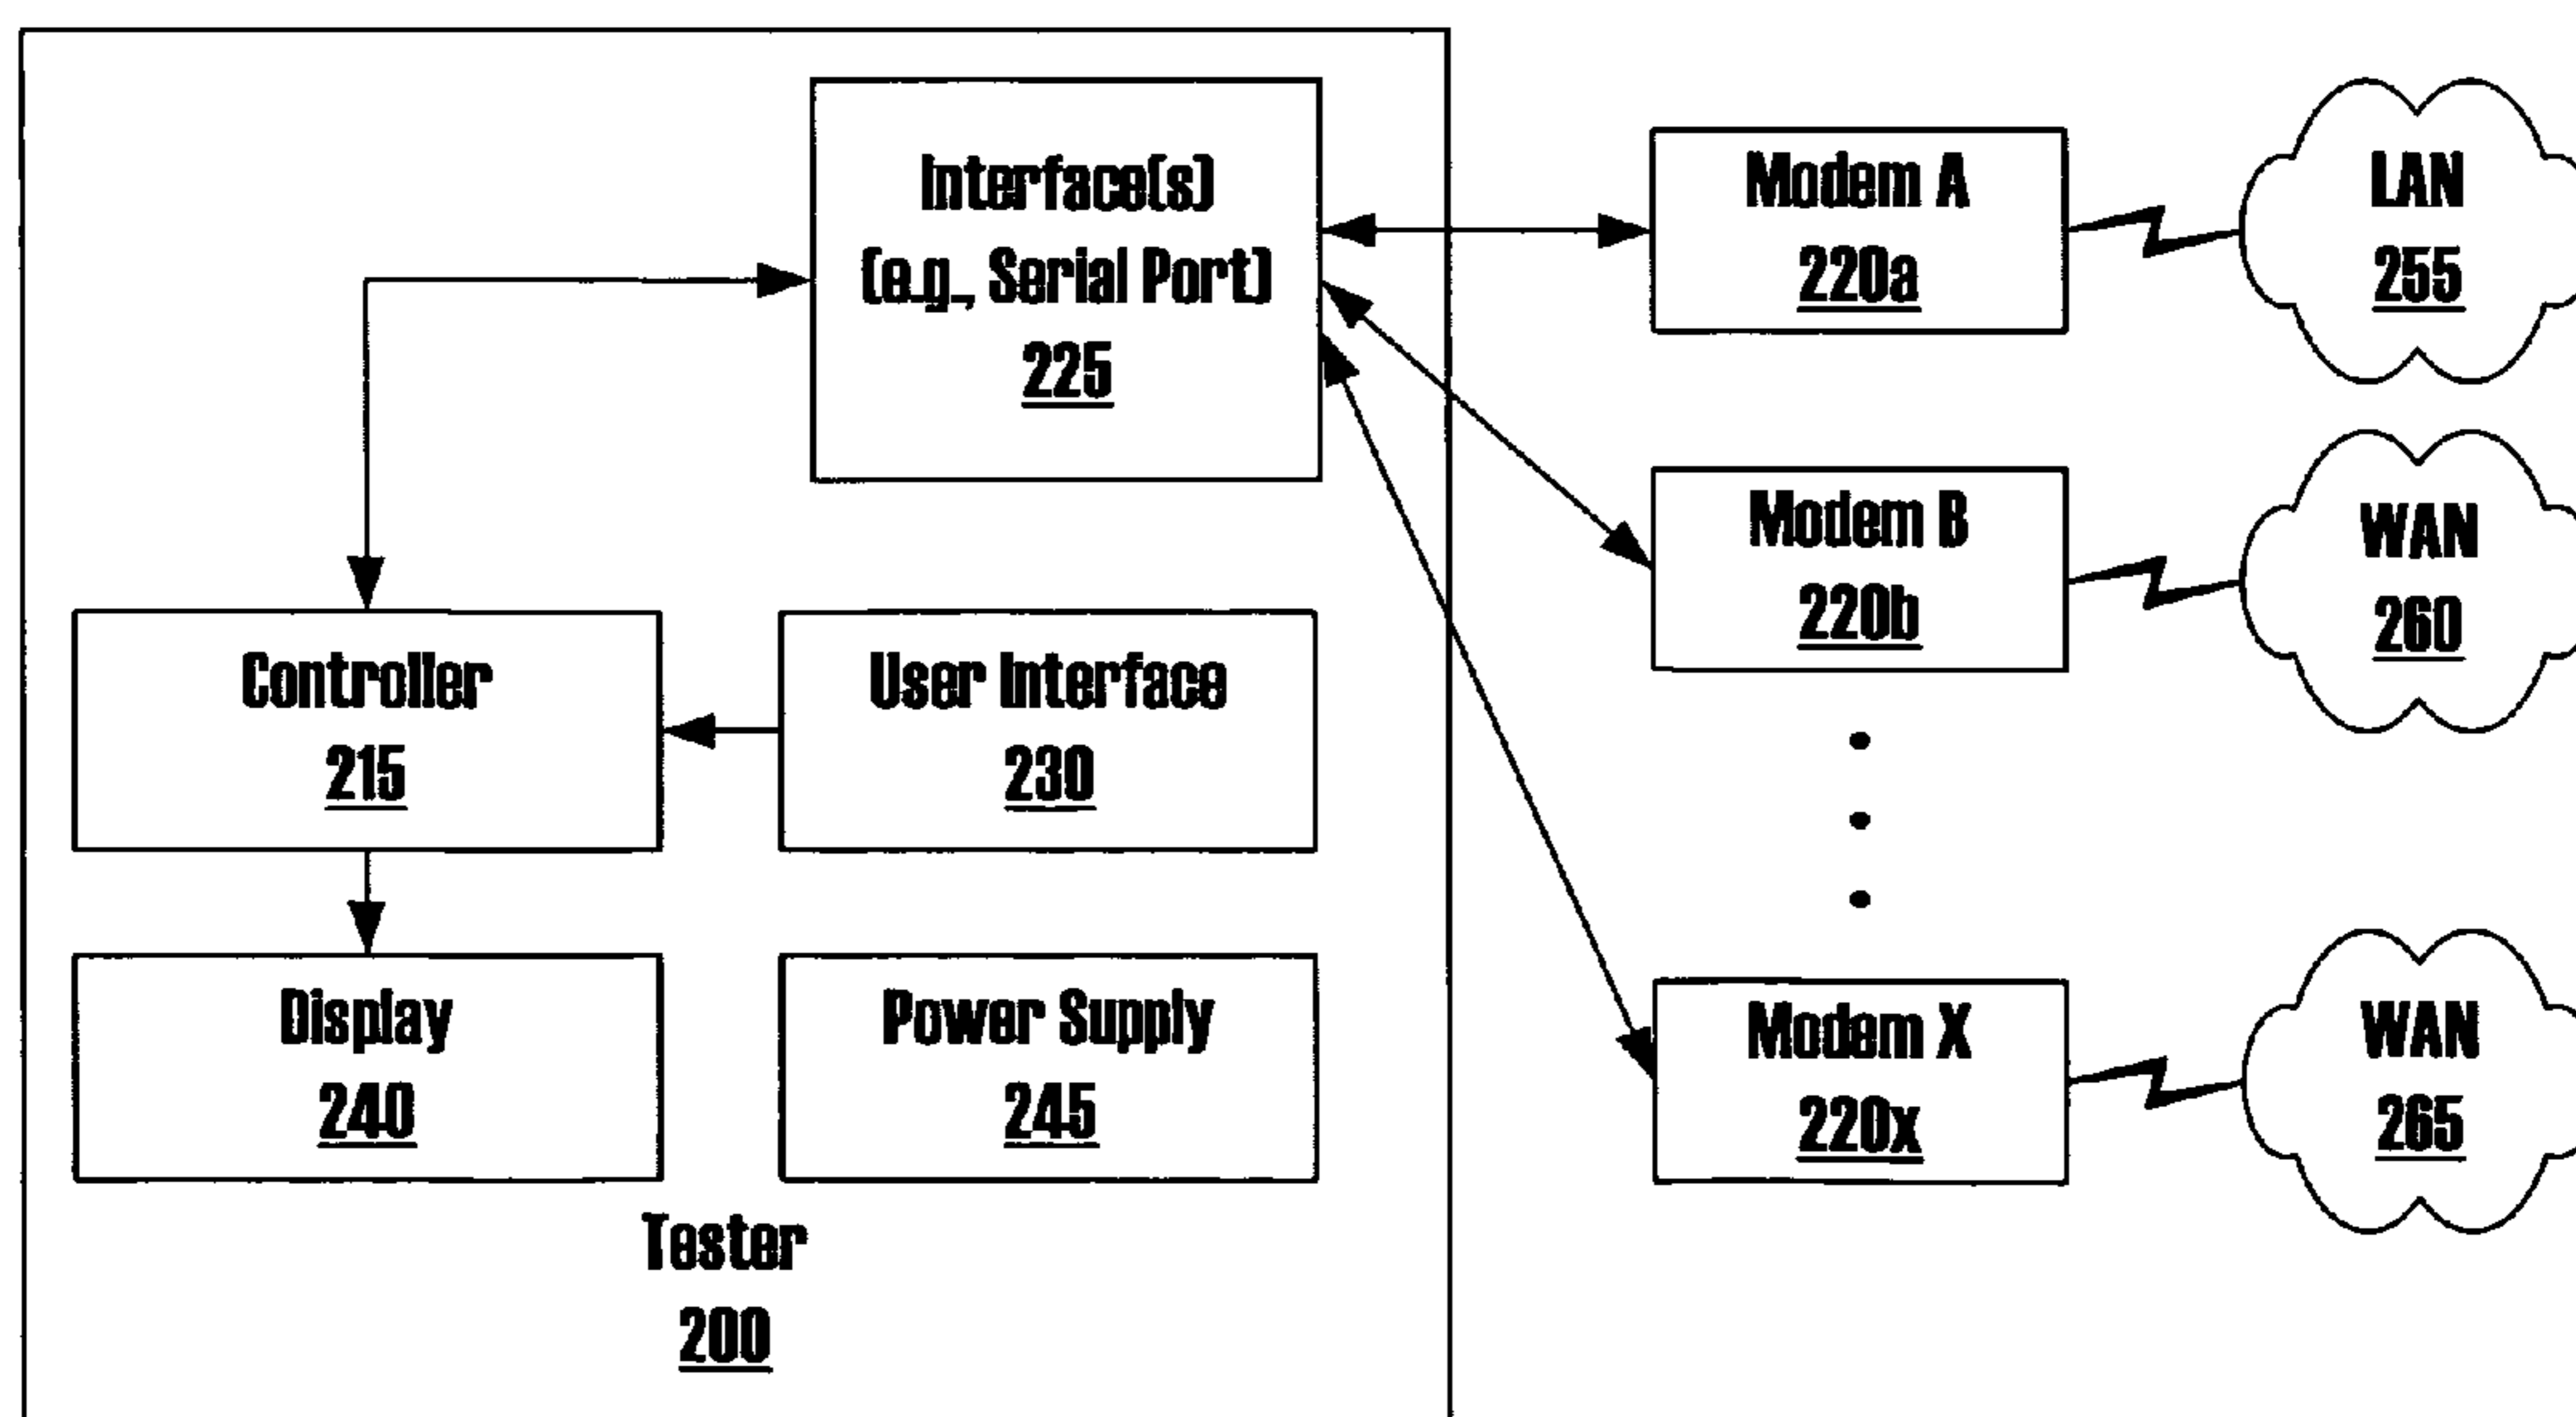 Interface(s)
(e.g., Serial Port)
225
Modem A
220a
LAN
255
Modem B
220b
WAN
260
Controller
215
User Interface
230
Display
240
Power Supply
245
Modem X
220x
WAN
265
Tester
200